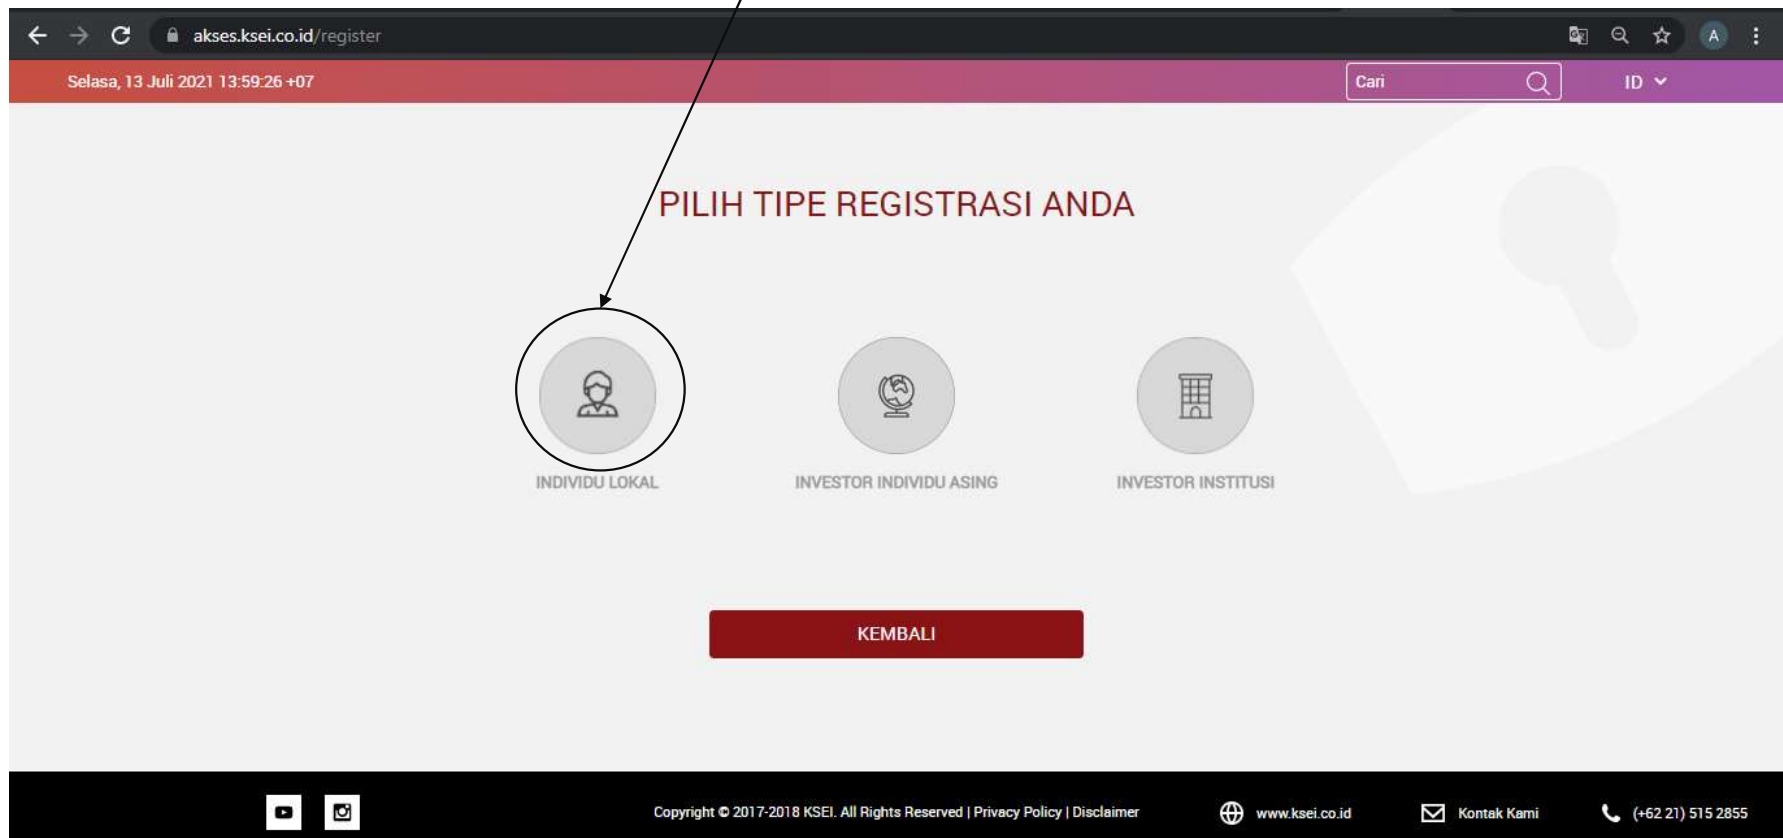 akses.ksei.co.id/register
A
Selasa, 13 Juli 2021 13:59:26 +07
Cari
ID
PILIH TIPE REGISTRASI ANDA
INDIVIDU LOKAL
INVESTOR INDIVIDU ASING
INVESTOR INSTITUSI
KEMBALI
Copyright © 2017-2018 KSEI. All Rights Reserved | Privacy Policy | Disclaimer
www.ksei.co.id
Kontak Kami
(+62 21) 515 2855